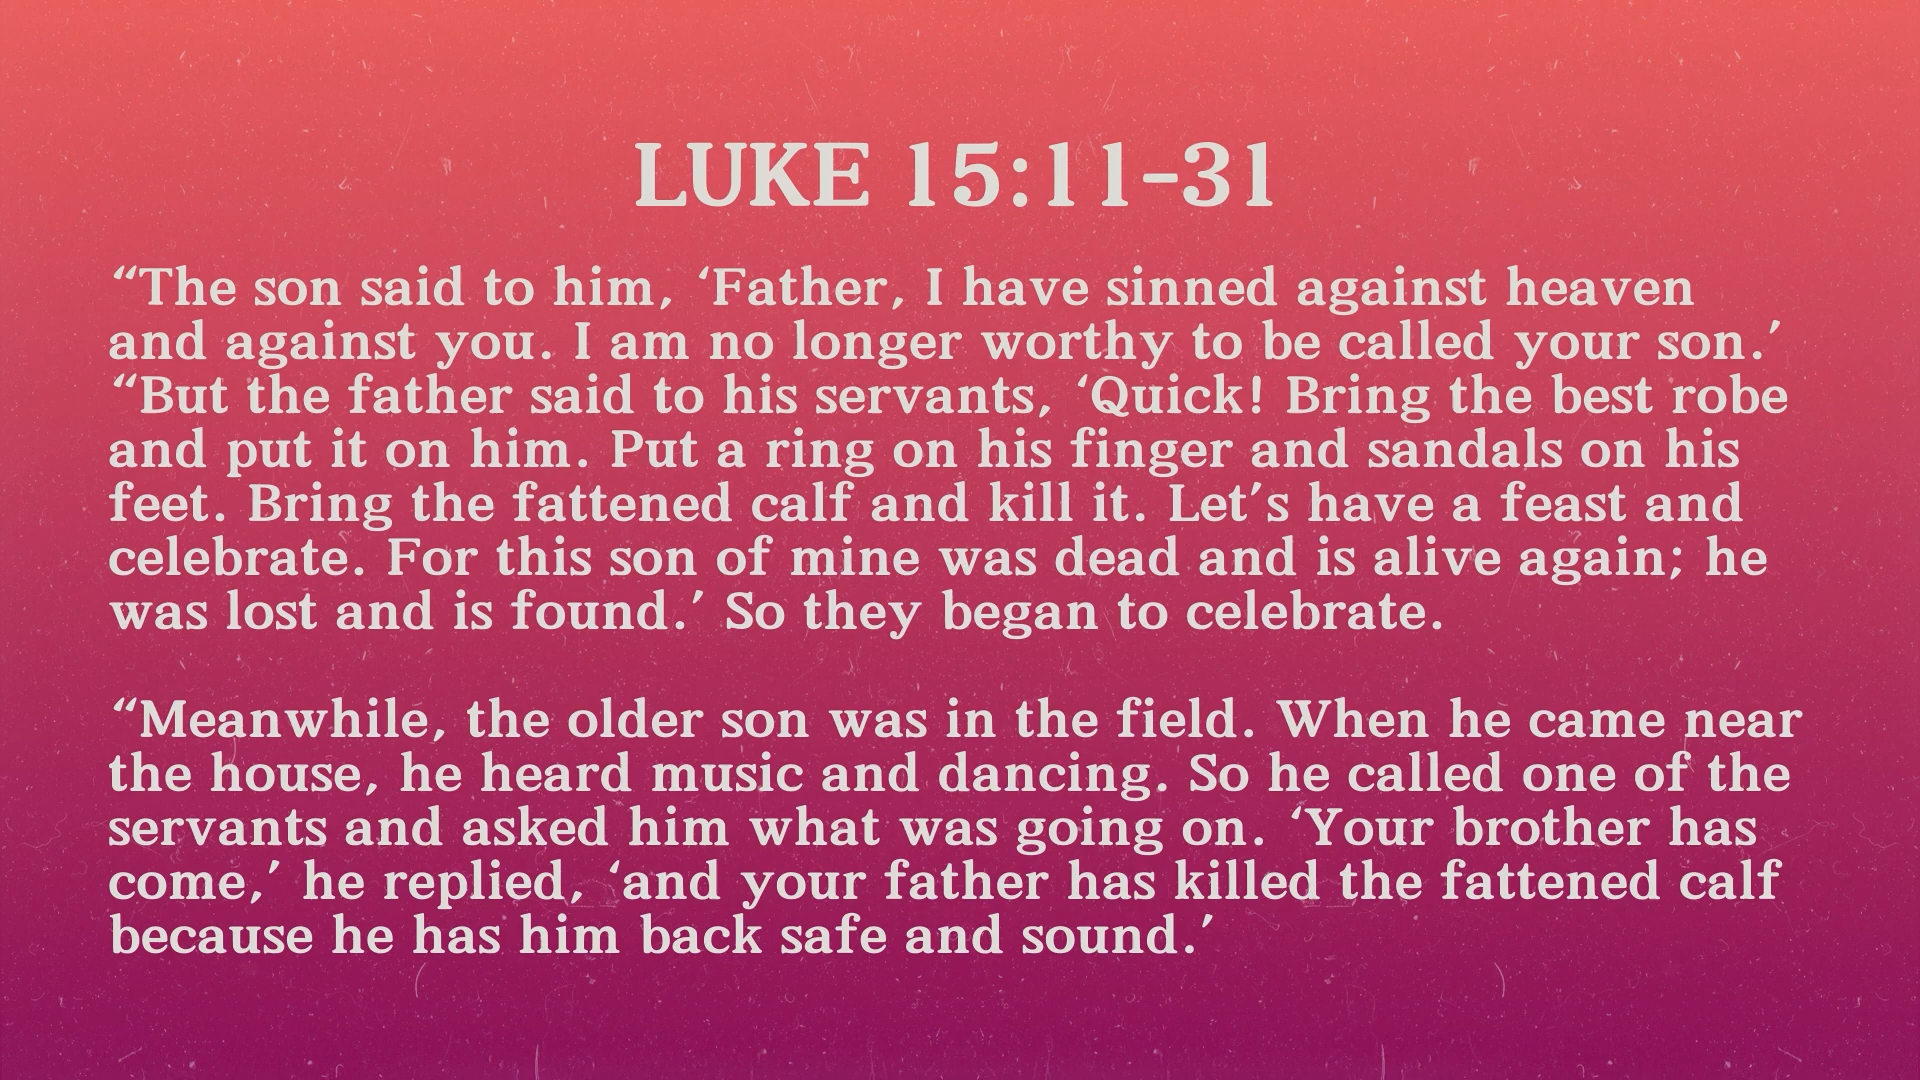 LUKE 15:11-31
“The son said to him, ‘Father, I have sinned against heaven
and against you. I am no longer worthy to be called your son.’
“But the father said to his servants, ‘Quick! Bring the best robe
and put it on him. Put a ring on his finger and sandals on his
feet. Bring the fattened calf and kill it. Let’s have a feast and
celebrate. For this son of mine was dead and is alive again; he
was lost and is found.’ So they began to celebrate.
“Meanwhile, the older son was in the field. When he came near
the house, he heard music and dancing. So he called one of the
servants and asked him what was going on. ‘Your brother has
come,’ he replied, ‘and your father has killed the fattened calf
because he has him back safe and sound.’